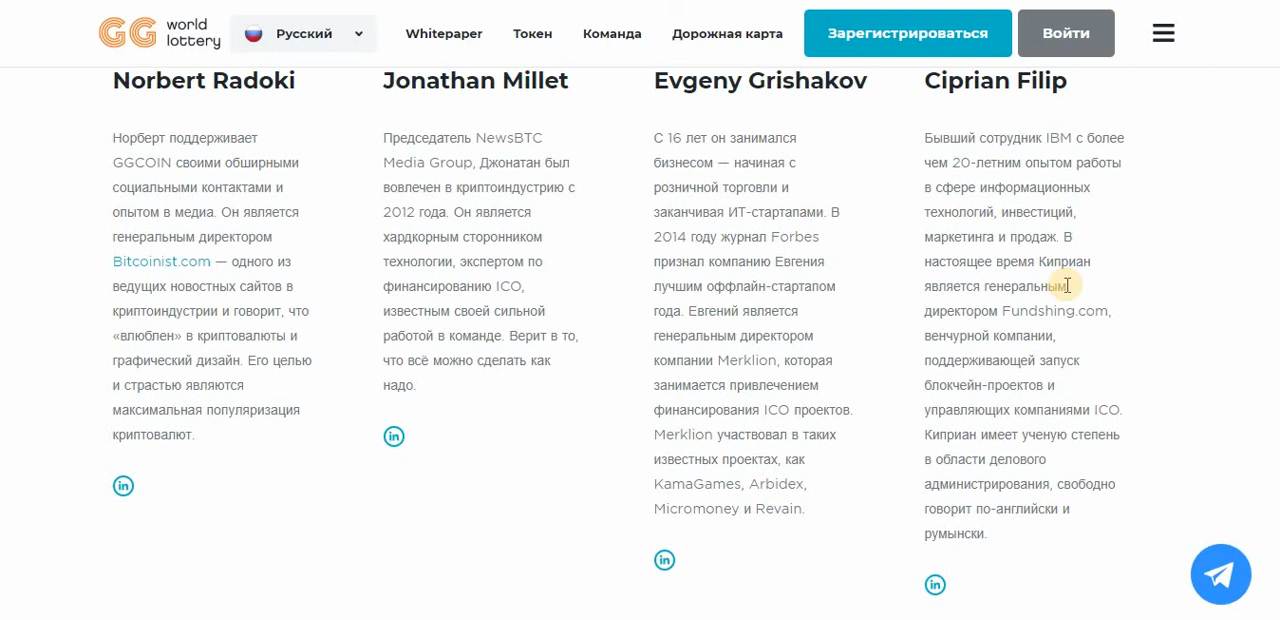 GG world
lottery
Русский
Whitepaper
Токен
Команда
Дорожная карта
Зарегистрироваться
Войти
Norbert Radoki
Норберт поддерживает
GGCOIN своими обширными
социальными контактами и
опытом в медиа. Он является
генеральным директором
Bitcoinist.com — одного из
ведущих новостных сайтов в
криптоиндустрии и говорит, что
«влюблен» в криптовалюты и
графический дизайн. Его целью
и страстью являются
максимальная популяризация
криптовалют.
in
Jonathan Millet
Председатель NewsBTC
Media Group, Джонатан был
вовлечен в криптоиндустрию с
2012 года. Он является
хардкорным сторонником
технологии, экспертом по
финансированию ICO,
известным своей сильной
работой в команде. Верит в то,
что всё можно сделать как
надо.
in
Evgeny Grishakov
С 16 лет он занимался
бизнесом — начиная с
розничной торговли и
заканчивая ИТ-стартапами. В
2014 году журнал Forbes
признал компанию Евгения
лучшим оффлайн-стартапом
года. Евгений является
генеральным директором
компании Merklion, которая
занимается привлечением
финансирования ICO проектов.
Merklion участвовал в таких
известных проектах, как
KamaGames, Arbidex,
Micromoney и Revain.
in
Ciprian Filip
Бывший сотрудник IBM с более
чем 20-летним опытом работы
в сфере информационных
технологий, инвестиций,
маркетинга и продаж. В
настоящее время Киприан
является генеральным
директором Fundshing.com,
венчурной компании,
поддерживающей запуск
блокчейн-проектов и
управляющих компаниями ICO.
Киприан имеет ученую степень
в области делового
администрирования, свободно
говорит по-английски и
румынски.
in